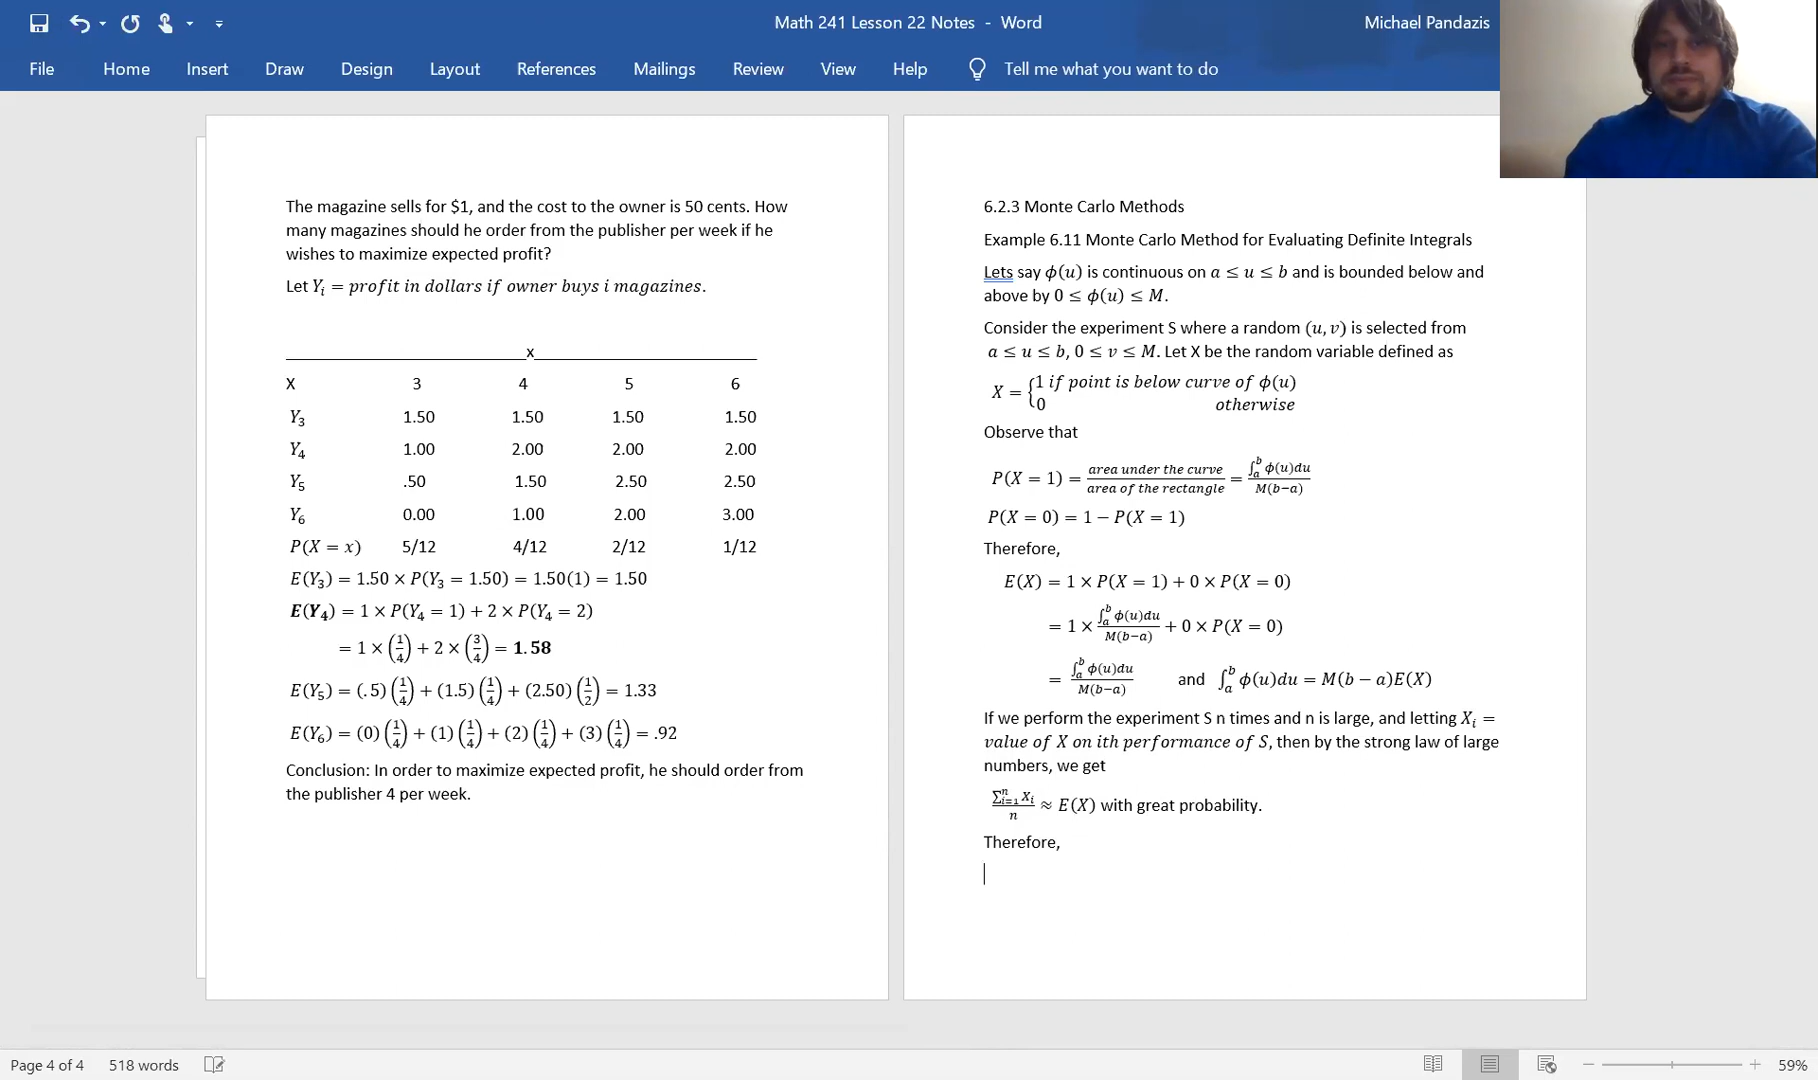 Math 241 Lesson 22 Notes - Word
Michael Pandazis
File Home Insert Draw Design Layout References Mailings Review View Help Tell me what you want to do
The magazine sells for $1, and the cost to the owner is 50 cents. How
many magazines should he order from the publisher per week if he
wishes to maximize expected profit?
Let Y₃ᵢ = profit in dollars if owner buys i magazines.
x
X 3 4 5 6
Y₃ 1.50 1.50 1.50 1.50
Y₄ 1.00 2.00 2.00 2.00
Y₅ .50 1.50 2.50 2.50
Y₆ 0.00 1.00 2.00 3.00
P(X = x) 5/12 4/12 2/12 1/12
E(Y₃) = 1.50 × P(Y₃ = 1.50) = 1.50(1) = 1.50
E(Y₄) = 1 × P(Y₄ = 1) + 2 × P(Y₄ = 2)
= 1 × (1/4) + 2 × (3/4) = 1.58
E(Y₅) = (.5)(1/4) + (1.5)(1/4) + (2.50)(1/2) = 1.33
E(Y₆) = (0)(1/4) + (1)(1/4) + (2)(1/4) + (3)(1/4) = .92
Conclusion: In order to maximize expected profit, he should order from
the publisher 4 per week.
6.2.3 Monte Carlo Methods
Example 6.11 Monte Carlo Method for Evaluating Definite Integrals
Lets say ϕ(u) is continuous on a ≤ u ≤ b and is bounded below and
above by 0 ≤ ϕ(u) ≤ M.
Consider the experiment S where a random (u, v) is selected from
a ≤ u ≤ b, 0 ≤ v ≤ M. Let X be the random variable defined as
X = {1 if point is below curve of ϕ(u)
0 otherwise
Observe that
P(X = 1) = area under the curve / area of the rectangle = ∫ₐᵇ ϕ(u)du / M(b−a)
P(X = 0) = 1 − P(X = 1)
Therefore,
E(X) = 1 × P(X = 1) + 0 × P(X = 0)
= 1 × ∫ₐᵇ ϕ(u)du / M(b−a) + 0 × P(X = 0)
= ∫ₐᵇ ϕ(u)du / M(b−a) and ∫ₐᵇ ϕ(u)du = M(b − a)E(X)
If we perform the experiment S n times and n is large, and letting Xᵢ =
value of X on ith performance of S, then by the strong law of large
numbers, we get
∑ⁿᵢ₌₁ Xᵢ / n ≈ E(X) with great probability.
Therefore,
Page 4 of 4 518 words
59%